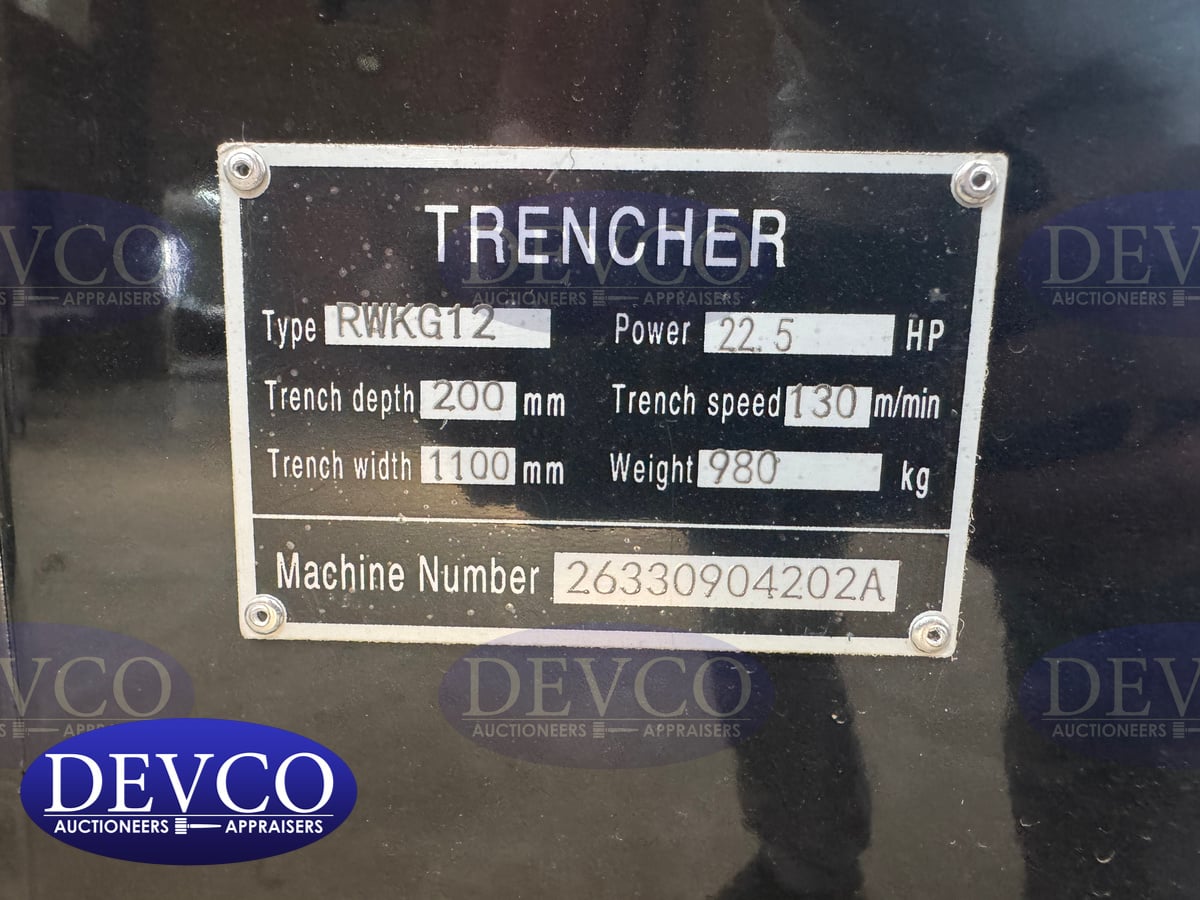 TRENCHER
Type RWKG12 Power 22.5 HP
Trench depth 200 mm Trench speed 130 m/min
Trench width 1100 mm Weight 980 kg
Machine Number 26330904202A
DEVCO
AUCTIONEERS APPRAISERS